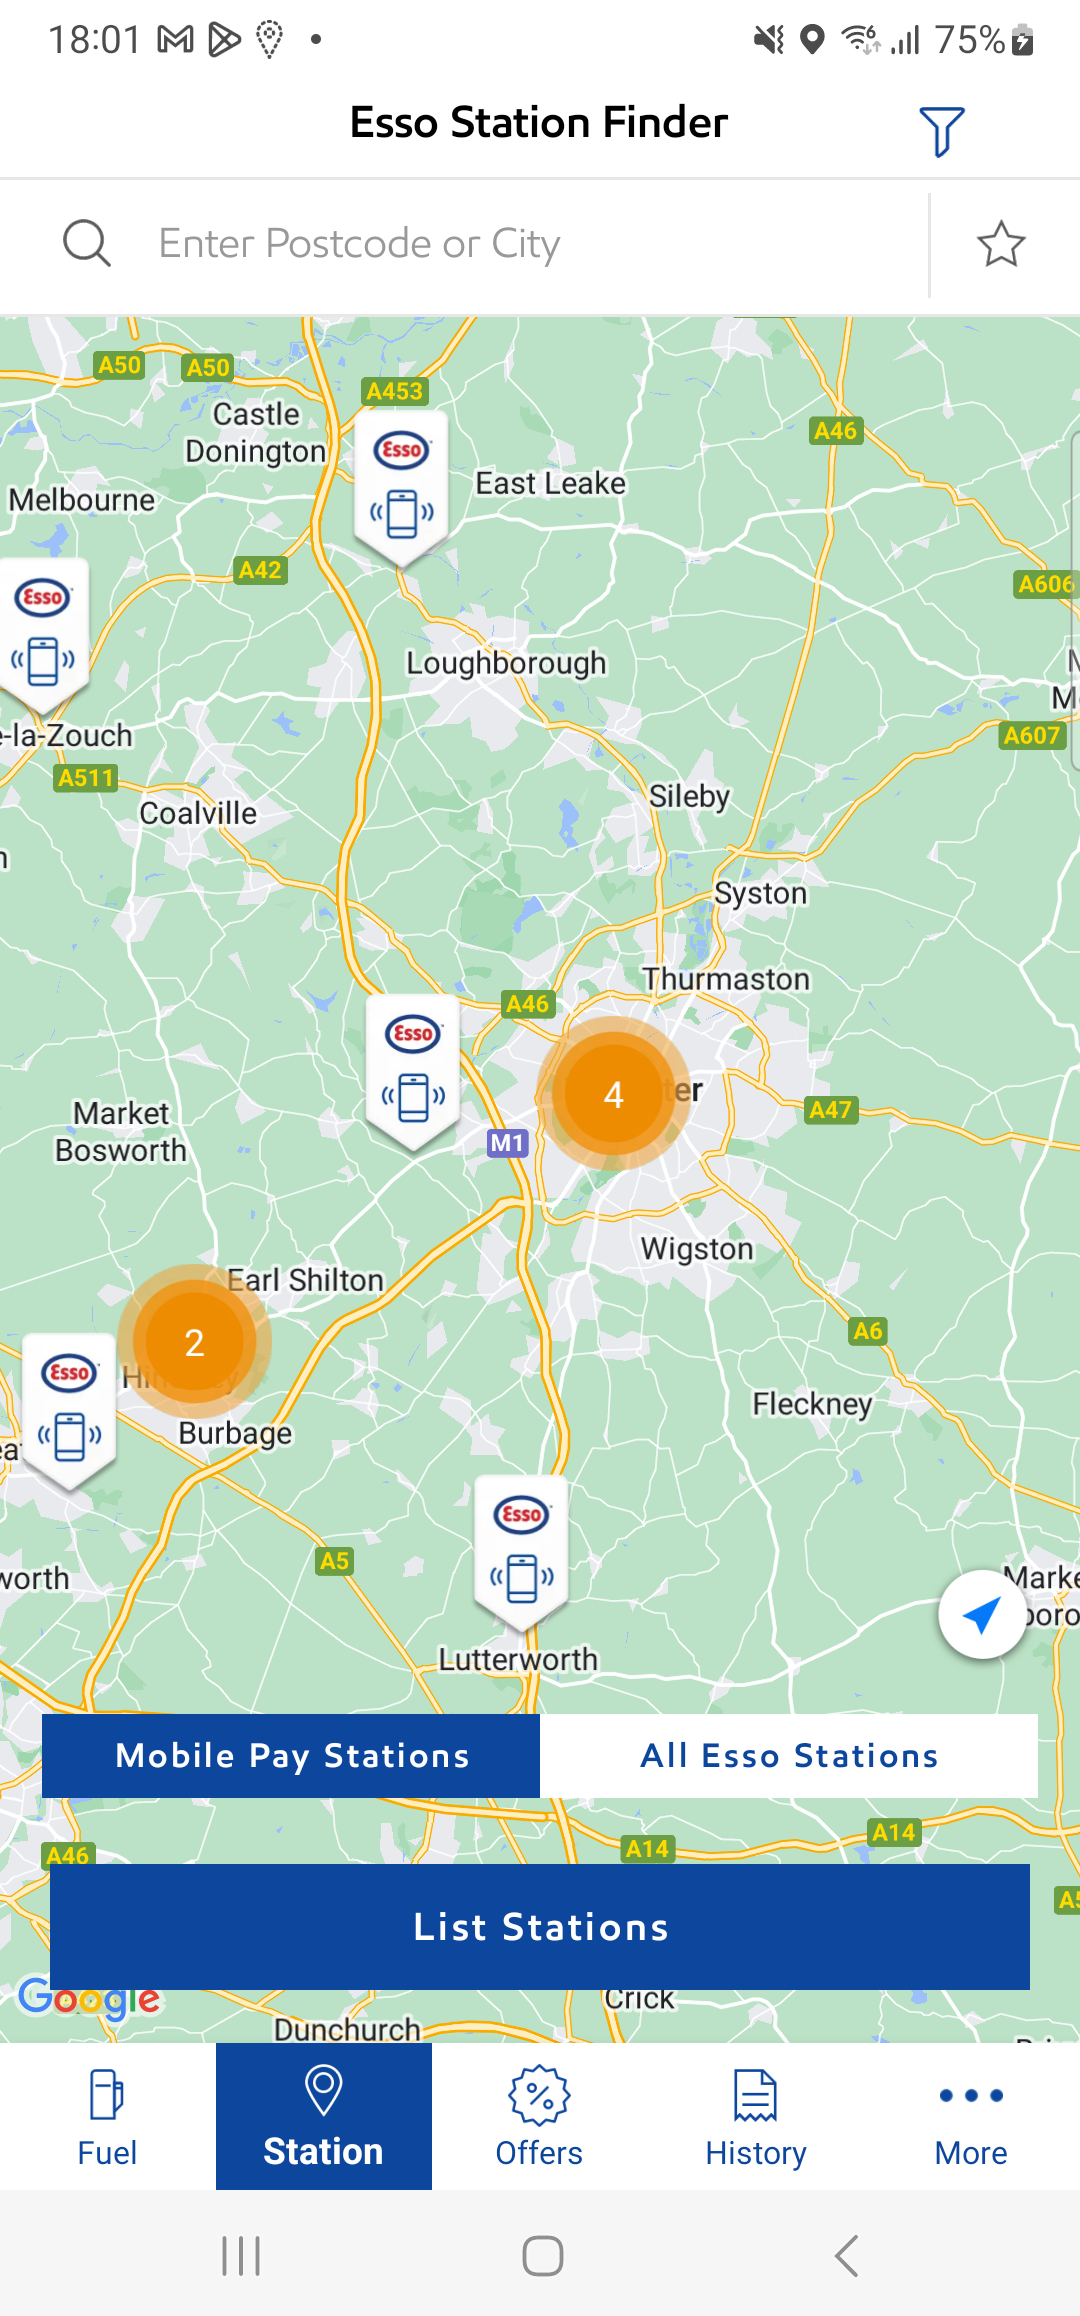 18:01
75%
Esso Station Finder
Enter Postcode or City
A50
A50
A453
Castle
Donington
A46
Esso
East Leake
Melbourne
A42
A606
Esso
Loughborough
e-la-Zouch
A607
A511
Sileby
Coalville
Syston
Thurmaston
A46
Esso
4
ter
Market
Bosworth
A47
M1
Wigston
Earl Shilton
2
A6
Esso
Fleckney
Burbage
Esso
A5
worth
Marke
boro
Lutterworth
Mobile Pay Stations
All Esso Stations
A14
A14
A46
List Stations
Google
Crick
Dunchurch
Fuel
Station
Offers
History
More